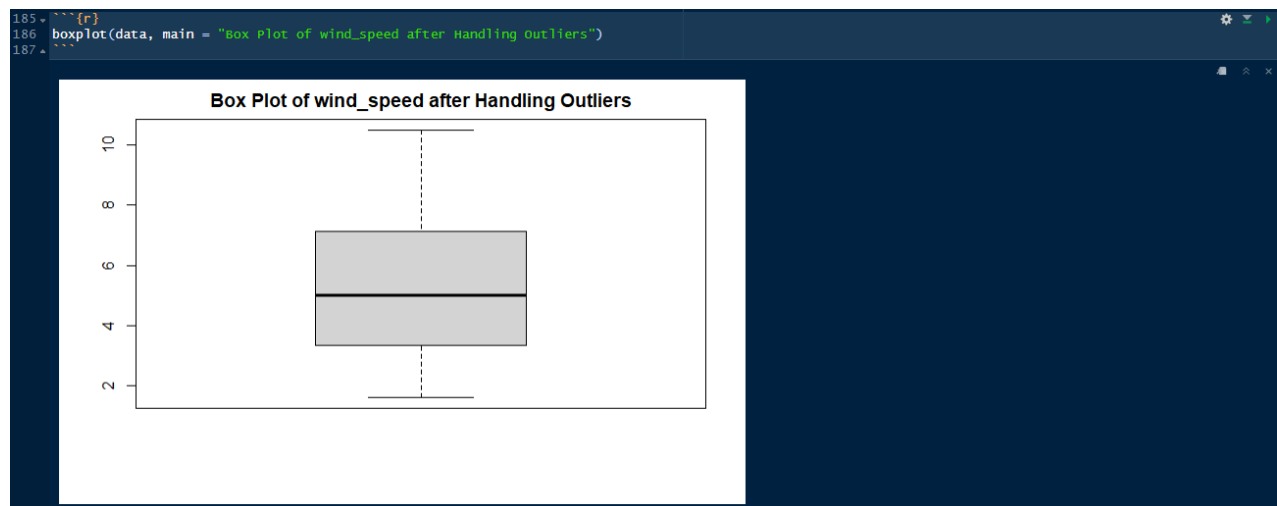 185 ```{r}
186 boxplot(data, main = "Box Plot of wind_speed after Handling Outliers")
187 ```
Box Plot of wind_speed after Handling Outliers
10
8
6
4
2